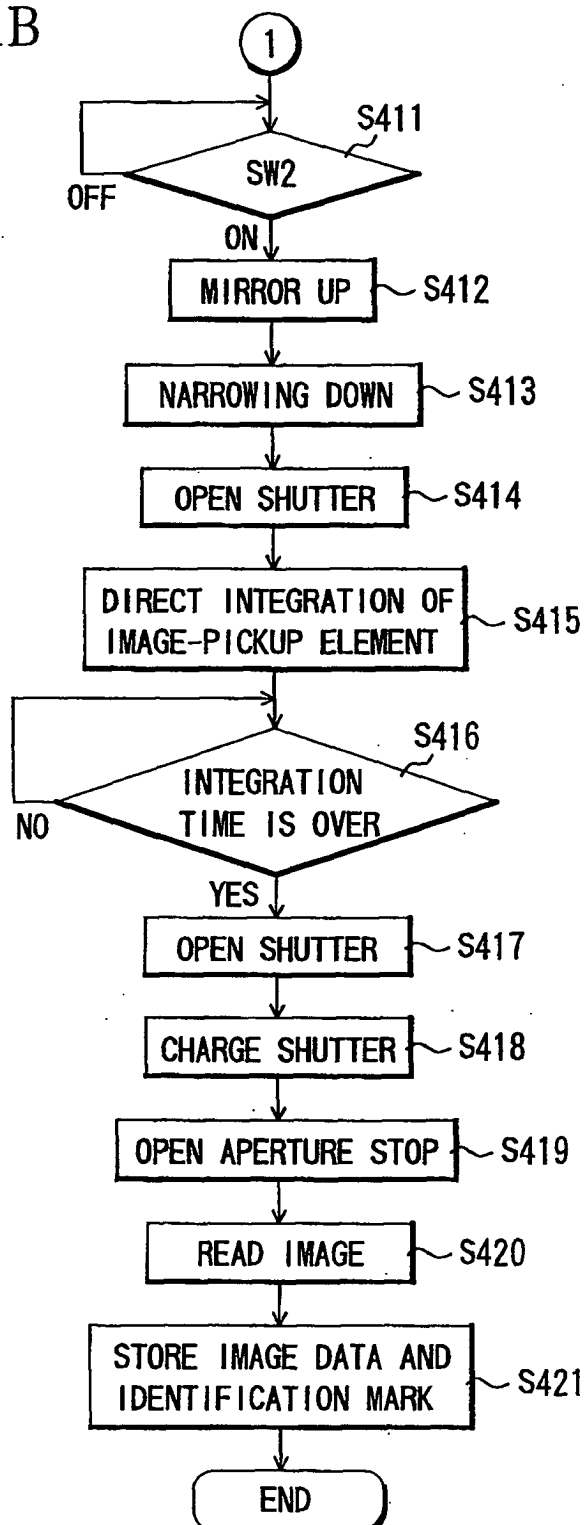 1B
1
S411
SW2
OFF
ON
MIRROR UP
S412
NARROWING DOWN
S413
OPEN SHUTTER
S414
DIRECT INTEGRATION OF
IMAGE-PICKUP ELEMENT
S415
S416
INTEGRATION
TIME IS OVER
NO
YES
OPEN SHUTTER
S417
CHARGE SHUTTER
S418
OPEN APERTURE STOP
S419
READ IMAGE
S420
STORE IMAGE DATA AND
IDENTIFICATION MARK
S421
END